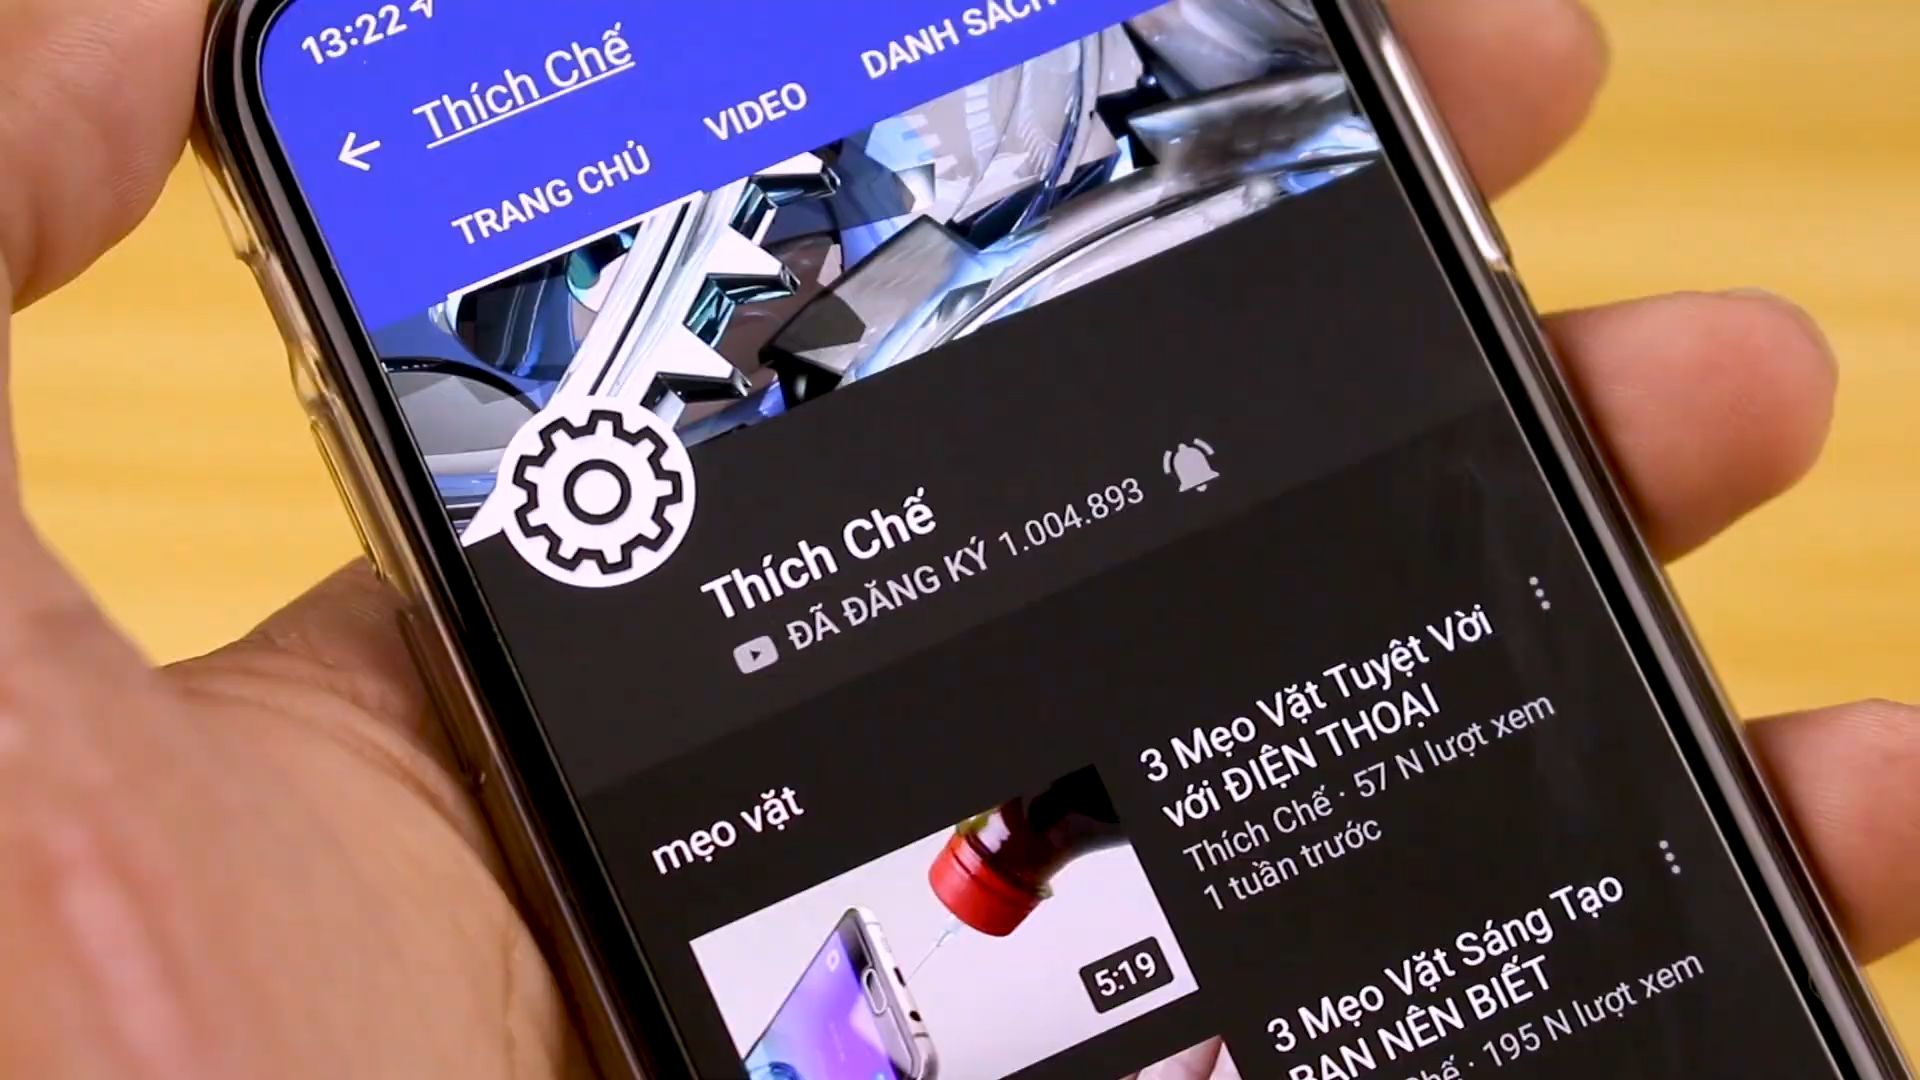 13:22
Thích Chế
TRANG CHỦ VIDEO DANH SÁCH
Thích Chế
ĐÃ ĐĂNG KÝ 1.004.893
mẹo vặt
3 Mẹo Vặt Tuyệt Vời
với ĐIỆN THOẠI
Thích Chế · 57 N lượt xem
1 tuần trước
5:19
3 Mẹo Vặt Sáng Tạo
BẠN NÊN BIẾT
Chế · 195 N lượt xem